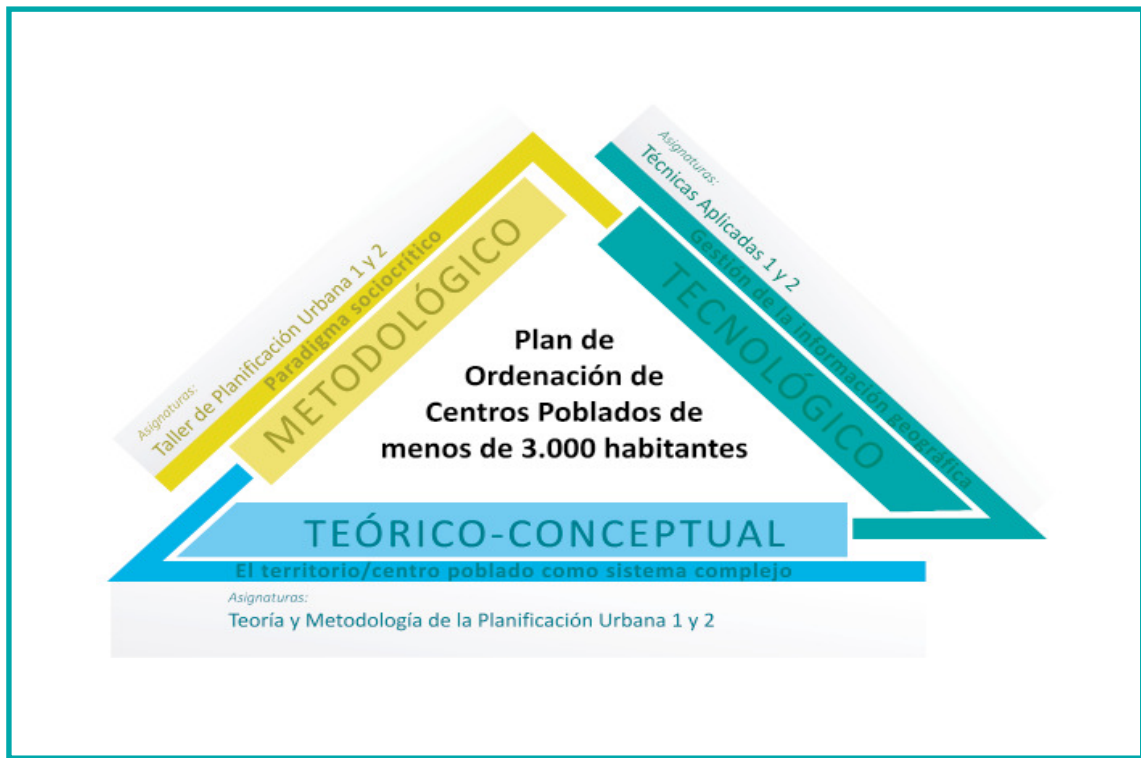 Asignaturas:
Taller de Planificación Urbana 1 y 2
Paradigma sociocrítico
METODOLÓGICO
Asignaturas:
Técnicas Aplicadas 1 y 2
Gestión de la información geográfica
TECNOLÓGICO
Plan de
Ordenación de
Centros Poblados de
menos de 3.000 habitantes
TEÓRICO-CONCEPTUAL
El territorio/centro poblado como sistema complejo
Asignaturas:
Teoría y Metodología de la Planificación Urbana 1 y 2